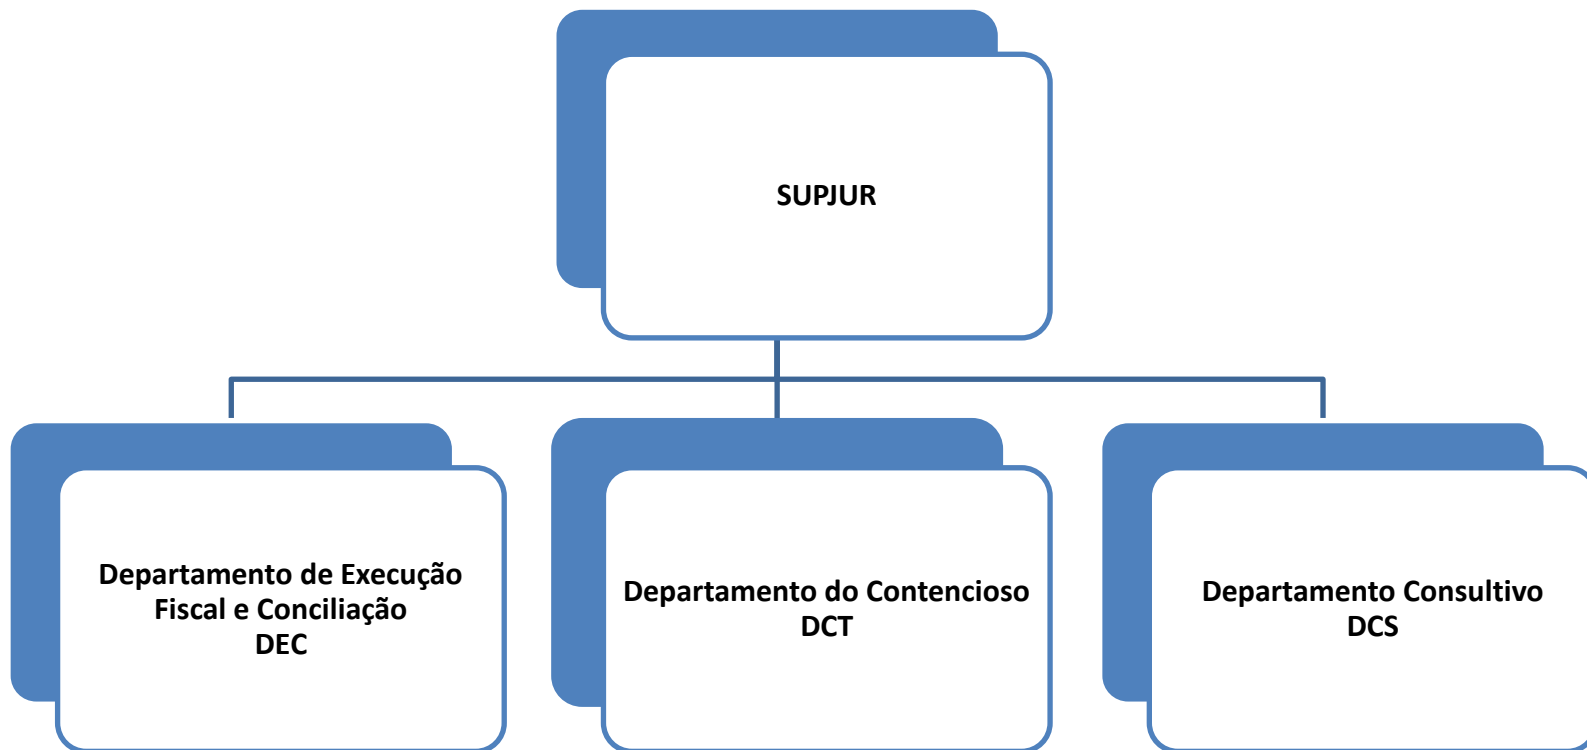 SUPJUR
Departamento de Execução
Fiscal e Conciliação
DEC
Departamento do Contencioso
DCT
Departamento Consultivo
DCS